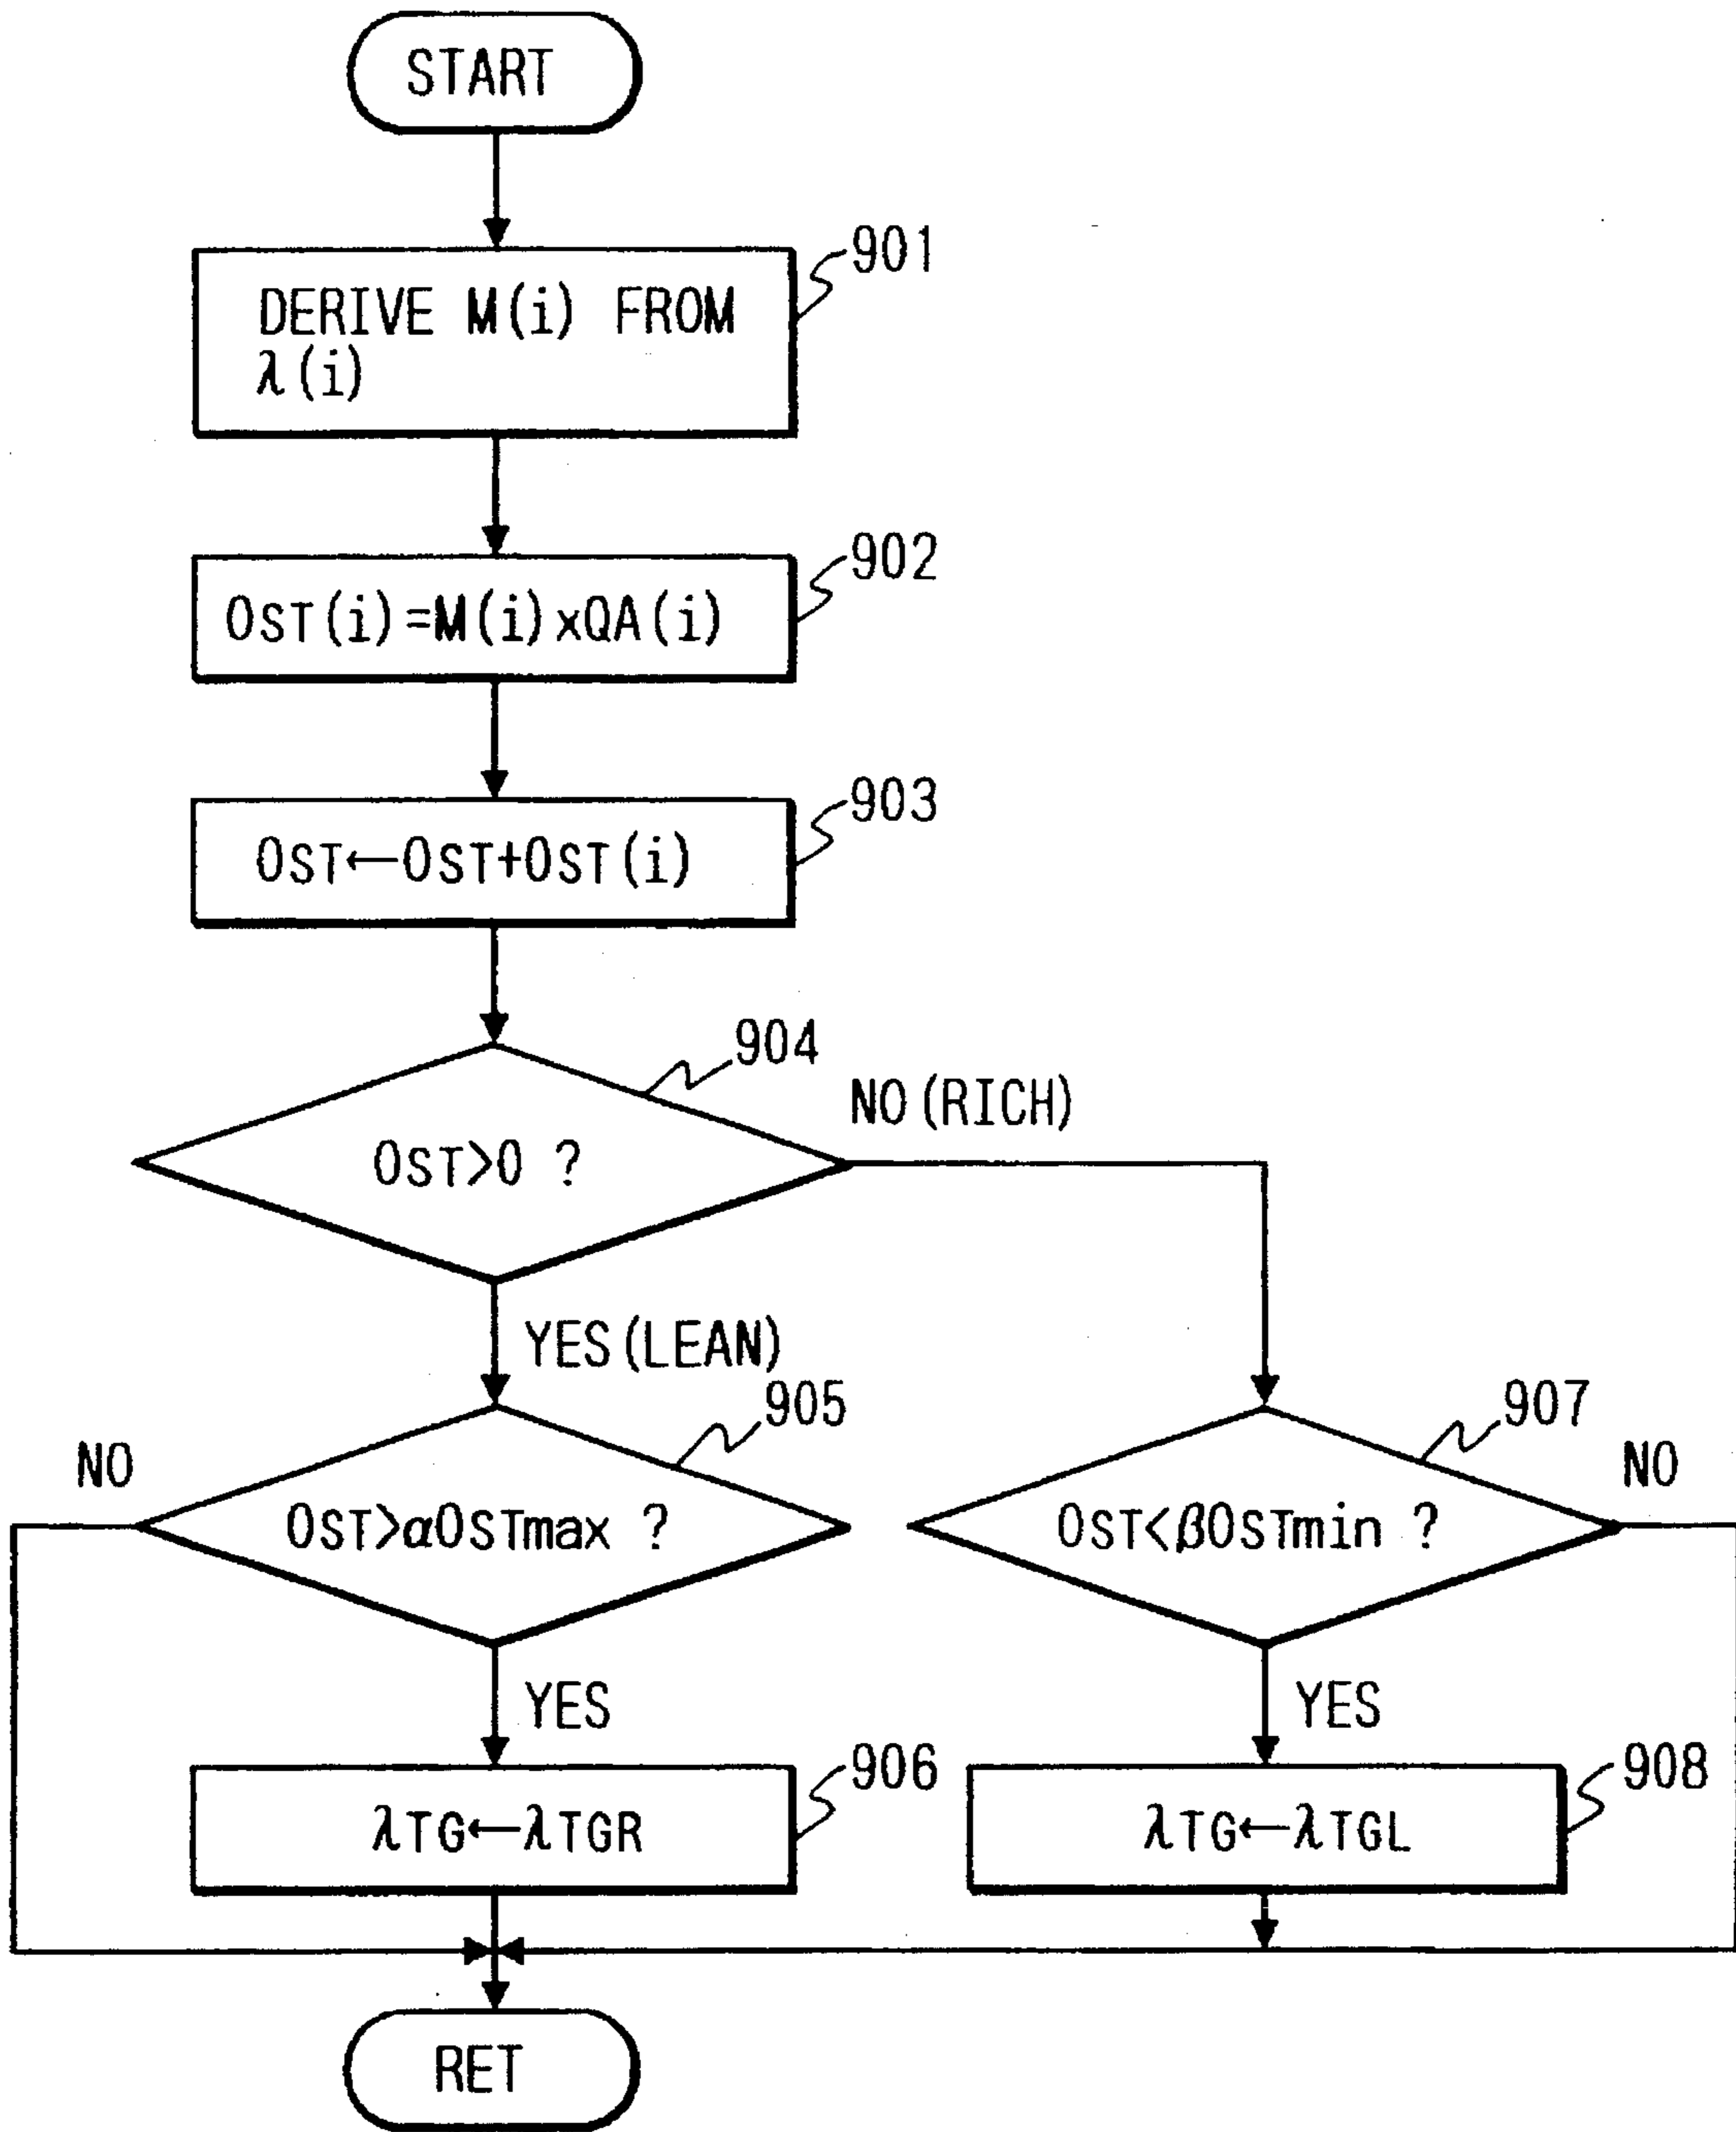 START
901
DERIVE M(i) FROM
λ(i)
902
OST(i)=M(i)xQA(i)
903
OST←OST+OST(i)
904
NO(RICH)
OST>0 ?
YES(LEAN)
905
907
NO
OST>αOSTmax ?
OST<βOSTmin ?
NO
YES
YES
906
908
λTG←λTGR
λTG←λTGL
RET